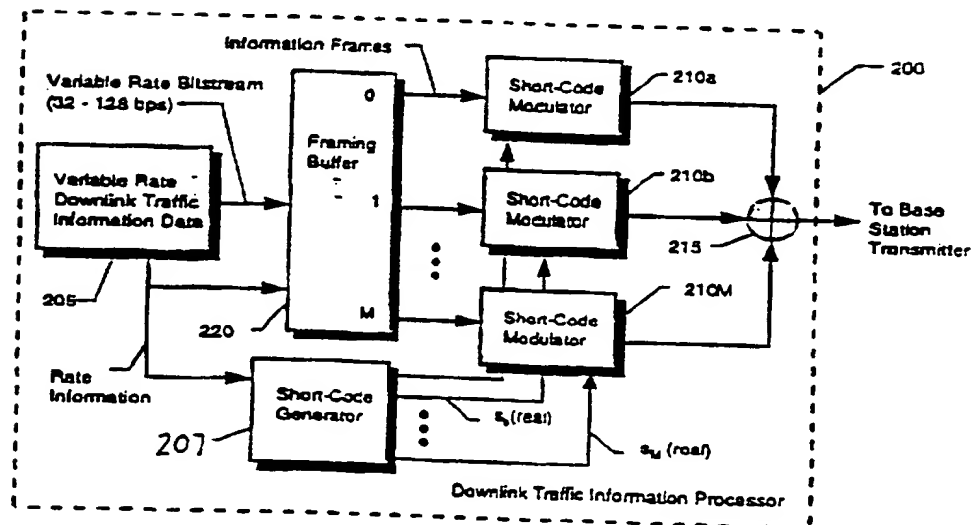 Information Frames
Variable Rate Bitstream
(32 - 128 bps)
Variable Rate
Downlink Traffic
Information Data
205
Framing
Buffer
0
1
M
220
Short-Code
Modulator
210a
200
Short-Code
Modulator
210b
Short-Code
Modulator
210M
215
To Base
Station
Transmitter
Rate
Information
Short-Code
Generator
207
(real)
sM (real)
Downlink Traffic Information Processor